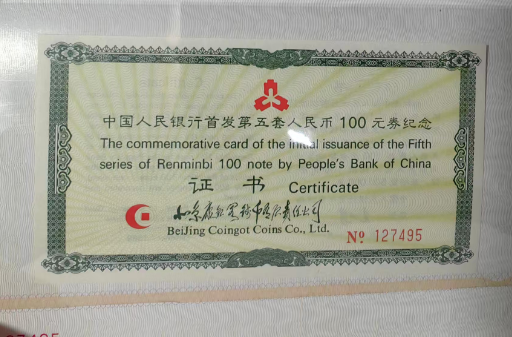 中国人民银行首发第五套人民币100元券纪念
The commemorative card of the initial issuance of the Fifth
series of Renminbi 100 note by People's Bank of China
证书 Certificate
BeiJing Coingot Coins Co., Ltd.
№ 127495